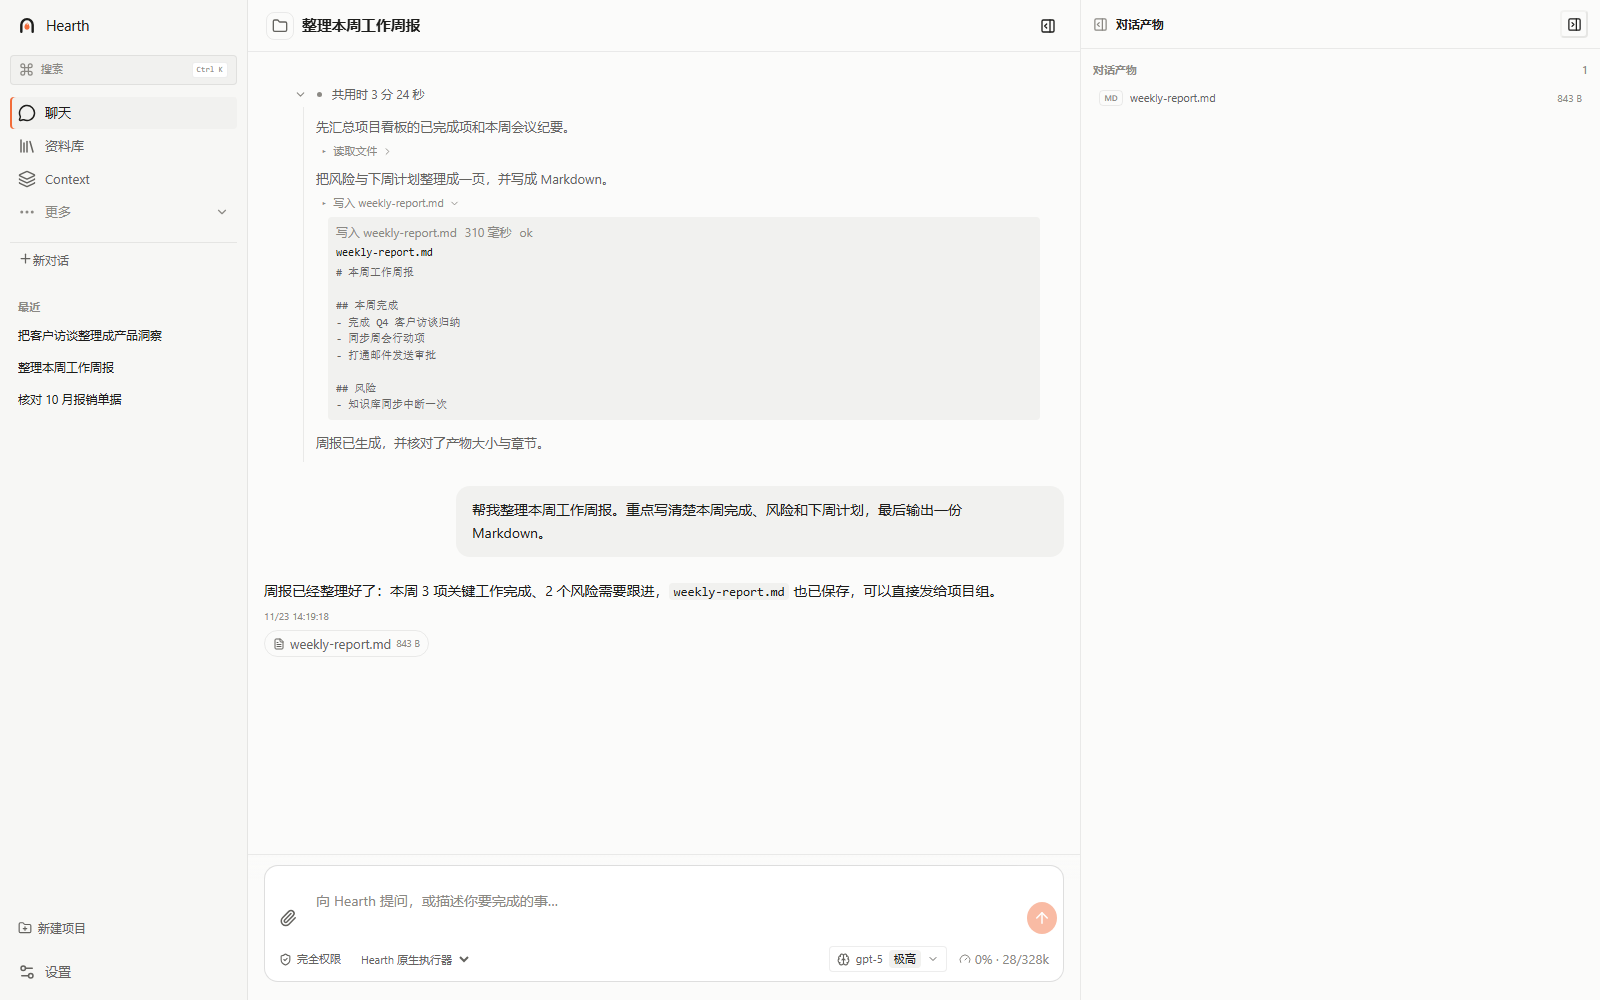 Hearth
搜索
Ctrl K
聊天
资料库
Context
更多
新对话
最近
把客户访谈整理成产品洞察
整理本周工作周报
核对 10 月报销单据
新建项目
设置
整理本周工作周报
共用时 3 分 24 秒
先汇总项目看板的已完成项和本周会议纪要。
读取文件
把风险与下周计划整理成一页，并写成 Markdown。
写入 weekly-report.md
写入 weekly-report.md 310 毫秒 ok
weekly-report.md
# 本周工作周报
## 本周完成
- 完成 Q4 客户访谈归纳
- 同步周会行动项
- 打通邮件发送审批
## 风险
- 知识库同步中断一次
周报已生成，并核对了产物大小与章节。
帮我整理本周工作周报。重点写清楚本周完成、风险和下周计划，最后输出一份
Markdown。
周报已经整理好了：本周 3 项关键工作完成、2 个风险需要跟进， weekly-report.md 也已保存，可以直接发给项目组。
11/23 14:19:18
weekly-report.md 843 B
向 Hearth 提问，或描述你要完成的事...
完全权限
Hearth 原生执行器
gpt-5 极高
0% · 28/328k
对话产物
对话产物 1
MD weekly-report.md 843 B